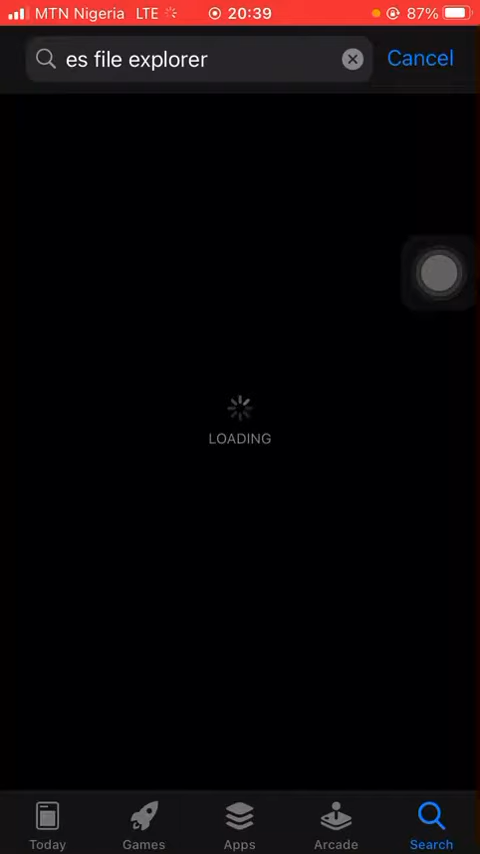 MTN Nigeria LTE 20:39 87%
es file explorer Cancel
LOADING
Today Games Apps Arcade Search